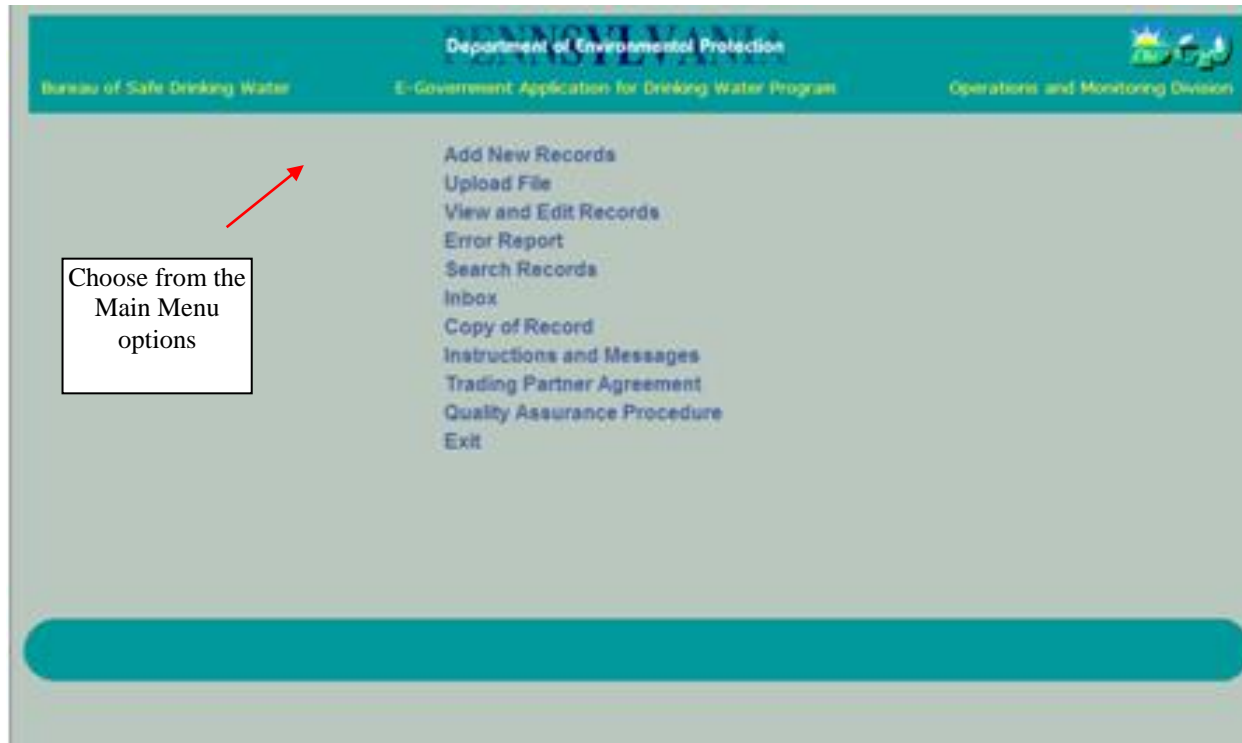 PENNSYLVANIA
Department of Environmental Protection
Bureau of Safe Drinking Water
E-Government Application for Drinking Water Program
Operations and Monitoring Division
Add New Records
Upload File
View and Edit Records
Error Report
Search Records
Inbox
Copy of Record
Instructions and Messages
Trading Partner Agreement
Quality Assurance Procedure
Exit
Choose from the
Main Menu
options